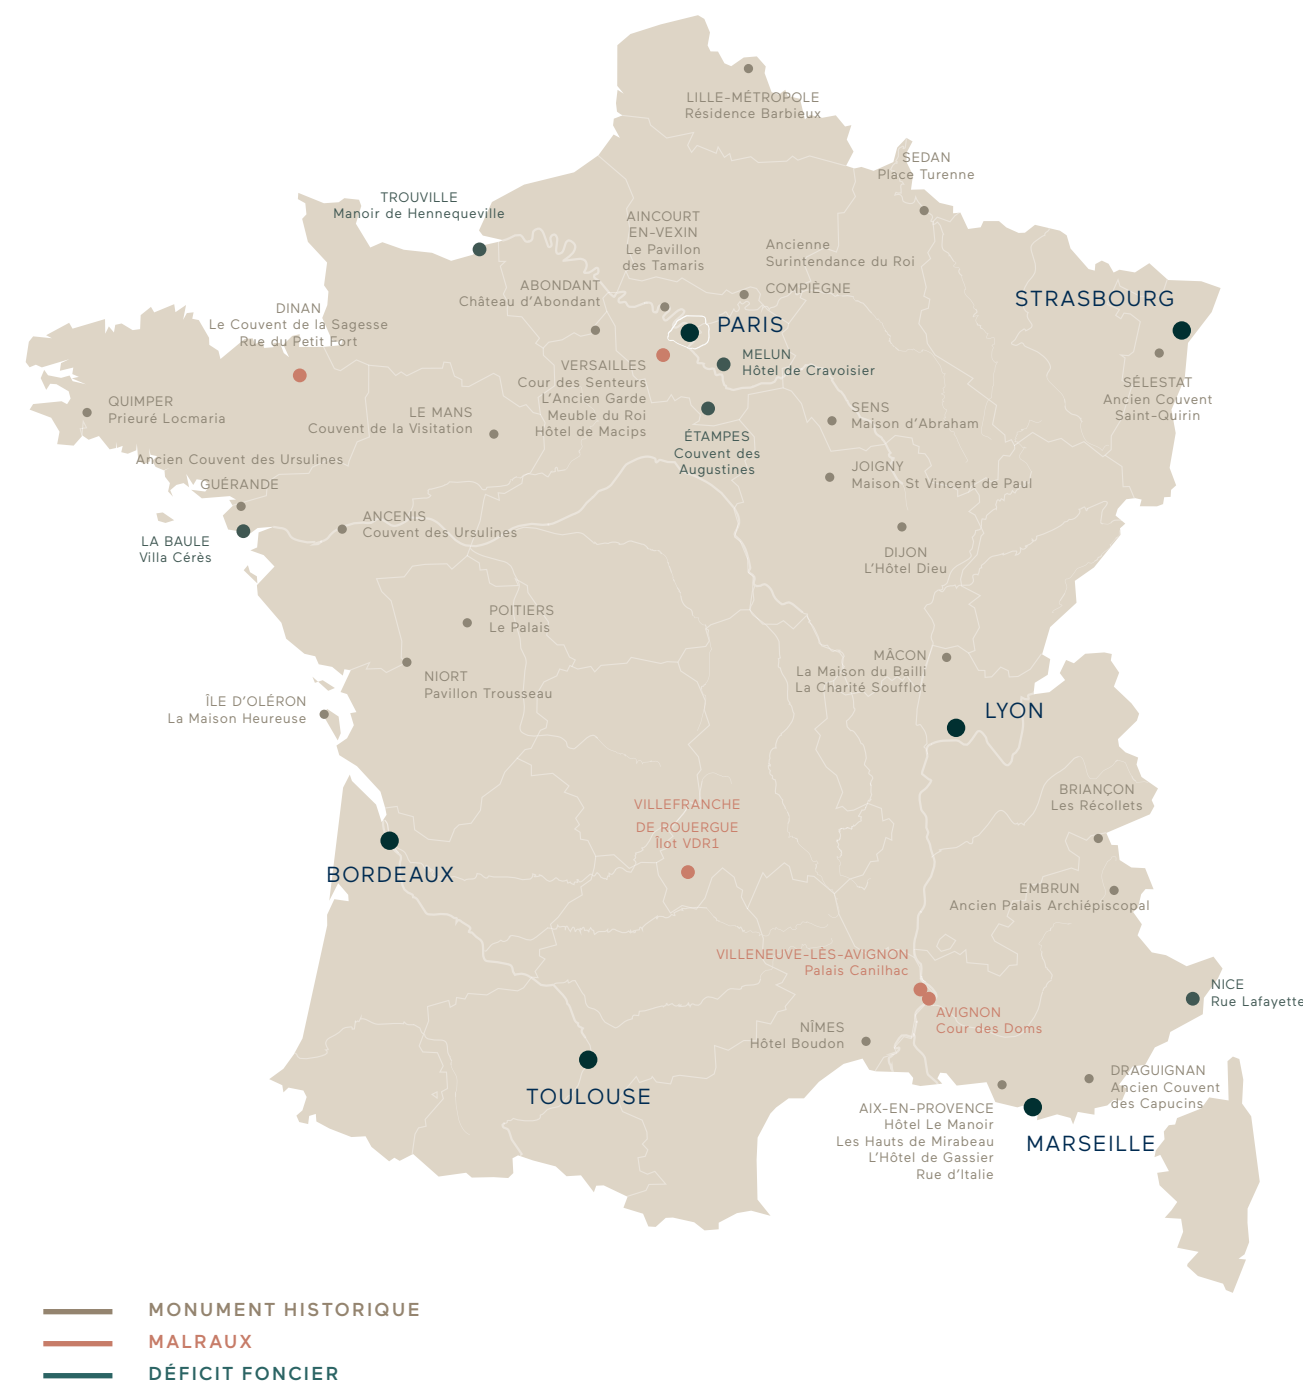 LILLE-MÉTROPOLE
Résidence Barbieux
SEDAN
Place Turenne
TROUVILLE
Manoir de Hennequeville
AINCOURT
EN-VEXIN
Le Pavillon
des Tamaris
Ancienne
Surintendance du Roi
COMPIÈGNE
ABONDANT
Château d'Abondant
STRASBOURG
PARIS
DINAN
Le Couvent de la Sagesse
Rue du Petit Fort
MELUN
Hôtel de Cravoisier
VERSAILLES
Cour des Senteurs
L'Ancien Garde
Meuble du Roi
Hôtel de Macips
SÉLESTAT
Ancien Couvent
Saint-Quirin
QUIMPER
Prieuré Locmaria
LE MANS
Couvent de la Visitation
SENS
Maison d'Abraham
ÉTAMPES
Couvent des
Augustines
Ancien Couvent des Ursulines
GUÉRANDE
JOIGNY
Maison St Vincent de Paul
ANCENIS
Couvent des Ursulines
LA BAULE
Villa Cérès
DIJON
L'Hôtel Dieu
POITIERS
Le Palais
MÂCON
La Maison du Bailli
La Charité Soufflot
NIORT
Pavillon Trousseau
ÎLE D'OLÉRON
La Maison Heureuse
LYON
BRIANÇON
Les Récollets
VILLEFRANCHE
DE ROUERGUE
Îlot VDR1
BORDEAUX
EMBRUN
Ancien Palais Archiépiscopal
VILLENEUVE-LÈS-AVIGNON
Palais Canilhac
NICE
Rue Lafayette
AVIGNON
Cour des Doms
NÎMES
Hôtel Boudon
DRAGUIGNAN
Ancien Couvent
des Capucins
TOULOUSE
AIX-EN-PROVENCE
Hôtel Le Manoir
Les Hauts de Mirabeau
L'Hôtel de Gassier
Rue d'Italie
MARSEILLE
MONUMENT HISTORIQUE
MALRAUX
DÉFICIT FONCIER